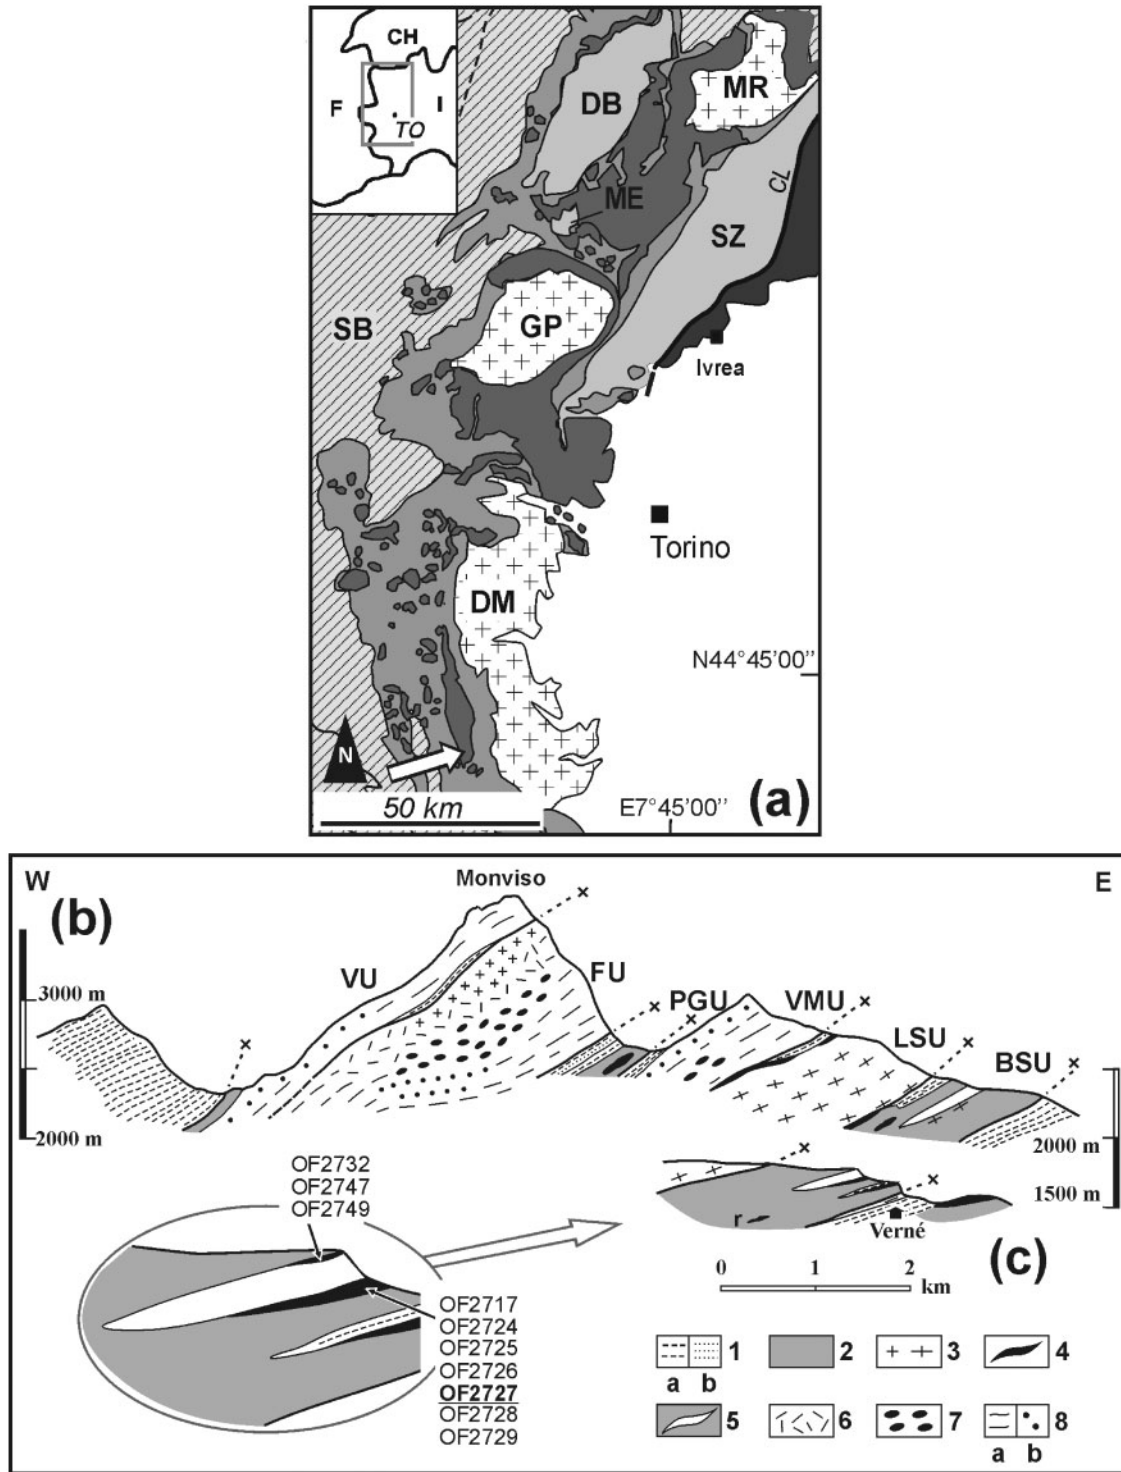 CH
F
I
TO
DB
MR
ME
CL
SZ
SB
GP
Ivrea
Torino
DM
N44°45'00''
N
50 km
E7°45'00''
(a)
W
E
(b)
Monviso
×
VU
FU
3000 m
×
×
PGU
VMU
×
×
LSU
×
BSU
×
2000 m
2000 m
OF2732
OF2747
OF2749
×
×
1500 m
r
Verné
(c)
0 1 2
km
OF2717
OF2724
OF2725
OF2726
OF2727
OF2728
OF2729
1 2 3 4
a b
5 6 7 8
a b